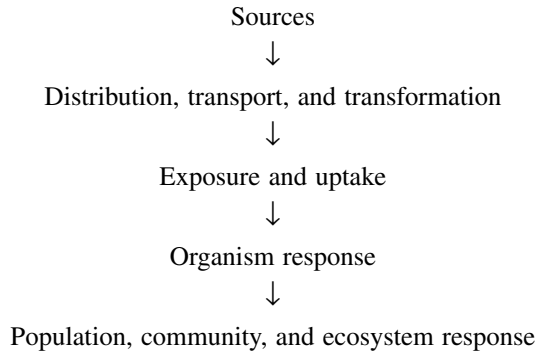 Sources
↓
Distribution, transport, and transformation
↓
Exposure and uptake
↓
Organism response
↓
Population, community, and ecosystem response